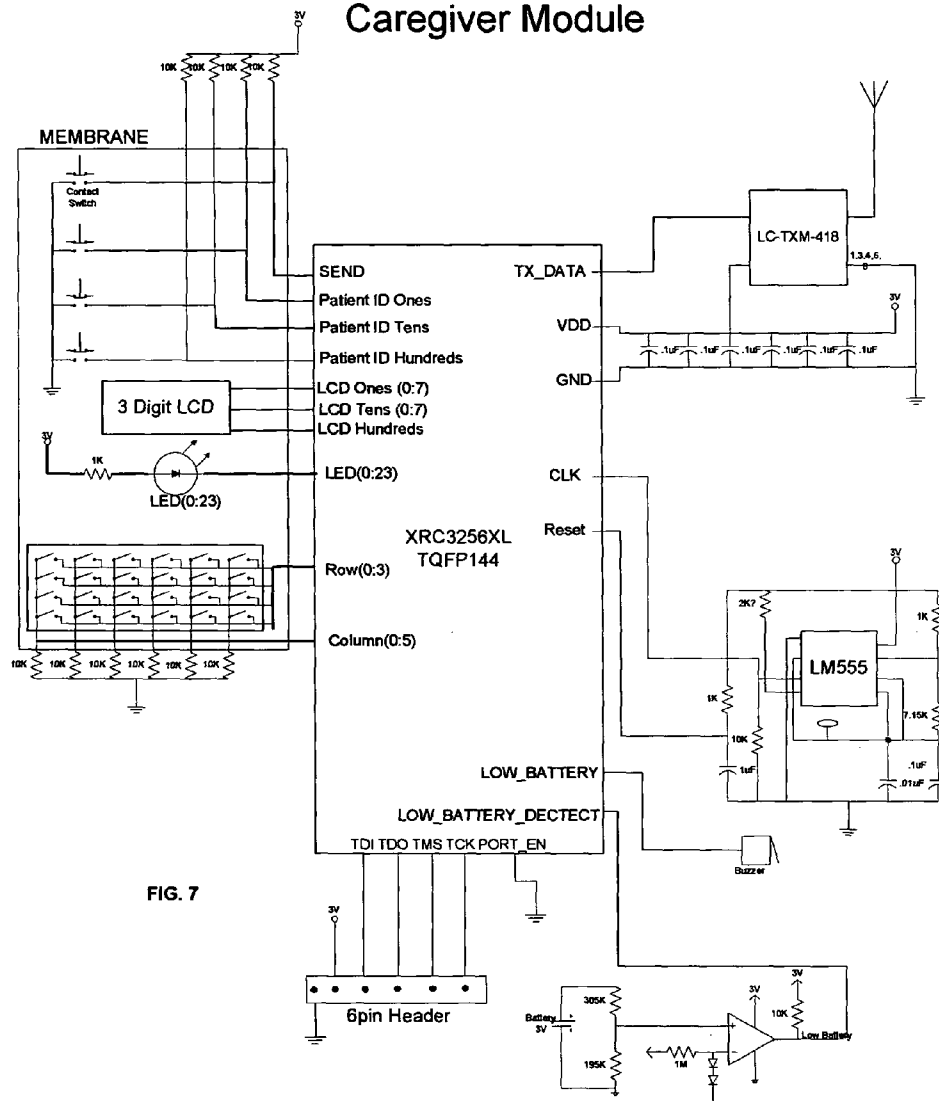 Caregiver Module
3V
10K 10K 10K 10K
MEMBRANE
Contact
Switch
SEND
Patient ID Ones
Patient ID Tens
Patient ID Hundreds
LCD Ones (0:7)
LCD Tens (0:7)
LCD Hundreds
3 Digit LCD
3V
1K
LED(0:23)
LED(0:23)
XRC3256XL
TQFP144
Row(0:3)
Column(0:5)
10K 10K 10K 10K 10K 10K
TX_DATA
VDD
GND
CLK
Reset
LC-TXM-418
1,3,4,5,
3V
.1uF .1uF .1uF .1uF .1uF .1uF
3V
2K?
1K
LM555
1K
10K
7.15K
1uF
.1uF
.01uF
LOW_BATTERY
LOW_BATTERY_DECTECT
TDI TDO TMS TCK PORT_EN
Buzzer
FIG. 7
3V
6pin Header
Battery
3V
305K
195K
1M
3V
3V
10K
Low Battery